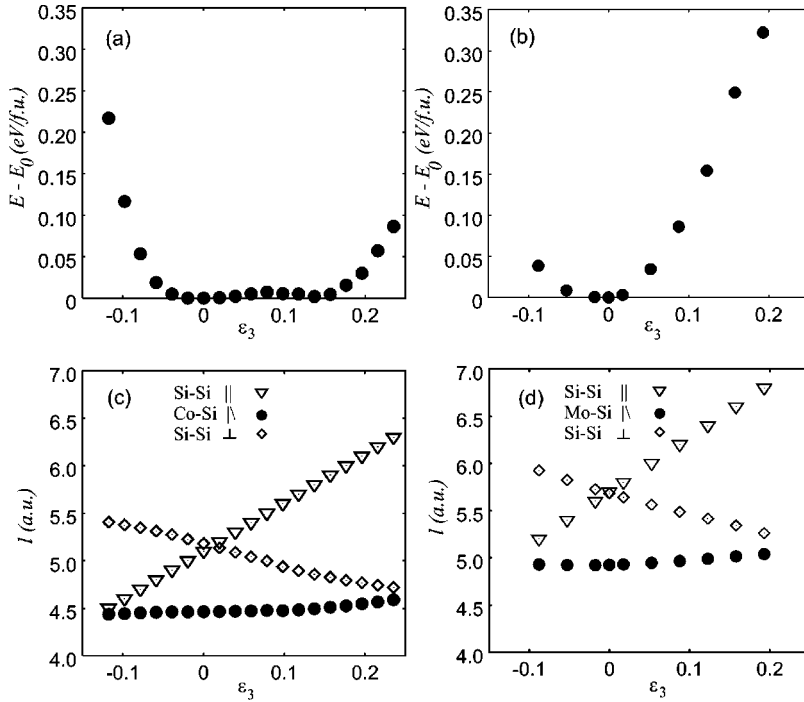 (a)
E - E0 (eV/f.u.)
0.35
0.30
0.25
0.20
0.15
0.10
0.05
0
-0.1 0 0.1 0.2
ε3
(b)
E - E0 (eV/f.u.)
0.35
0.30
0.25
0.20
0.15
0.10
0.05
0
-0.1 0 0.1 0.2
ε3
(c)
Si-Si ||
Co-Si |\
Si-Si ⊥
l (a.u.)
7.0
6.5
6.0
5.5
5.0
4.5
4.0
-0.1 0 0.1 0.2
ε3
(d)
Si-Si ||
Mo-Si |\
Si-Si ⊥
l (a.u.)
7.0
6.5
6.0
5.5
5.0
4.5
4.0
-0.1 0 0.1 0.2
ε3